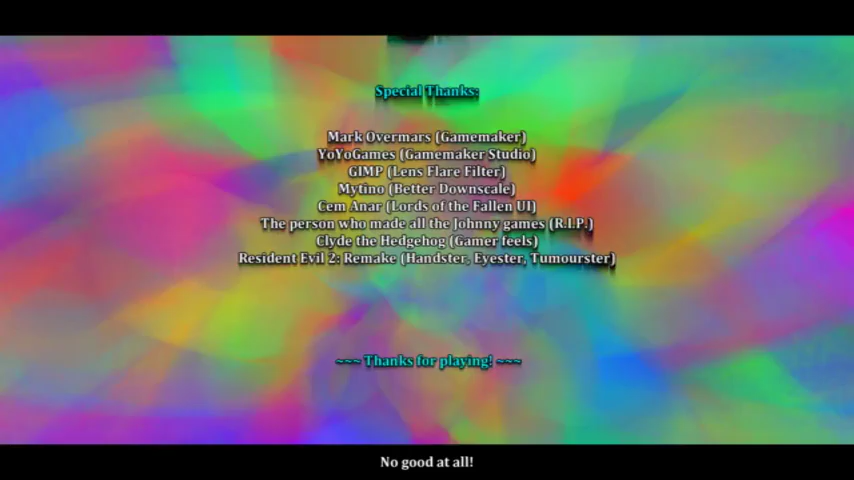 Special Thanks:
Mark Overmars (Gamemaker)
YoYoGames (Gamemaker Studio)
GIMP (Lens Flare Filter)
Mytino (Better Downscale)
Cem Anar (Lords of the Fallen UI)
The person who made all the Johnny games (R.I.P.)
Clyde the Hedgehog (Gamer feels)
Resident Evil 2: Remake (Handster, Eyester, Tumourster)
~~~ Thanks for playing! ~~~
No good at all!